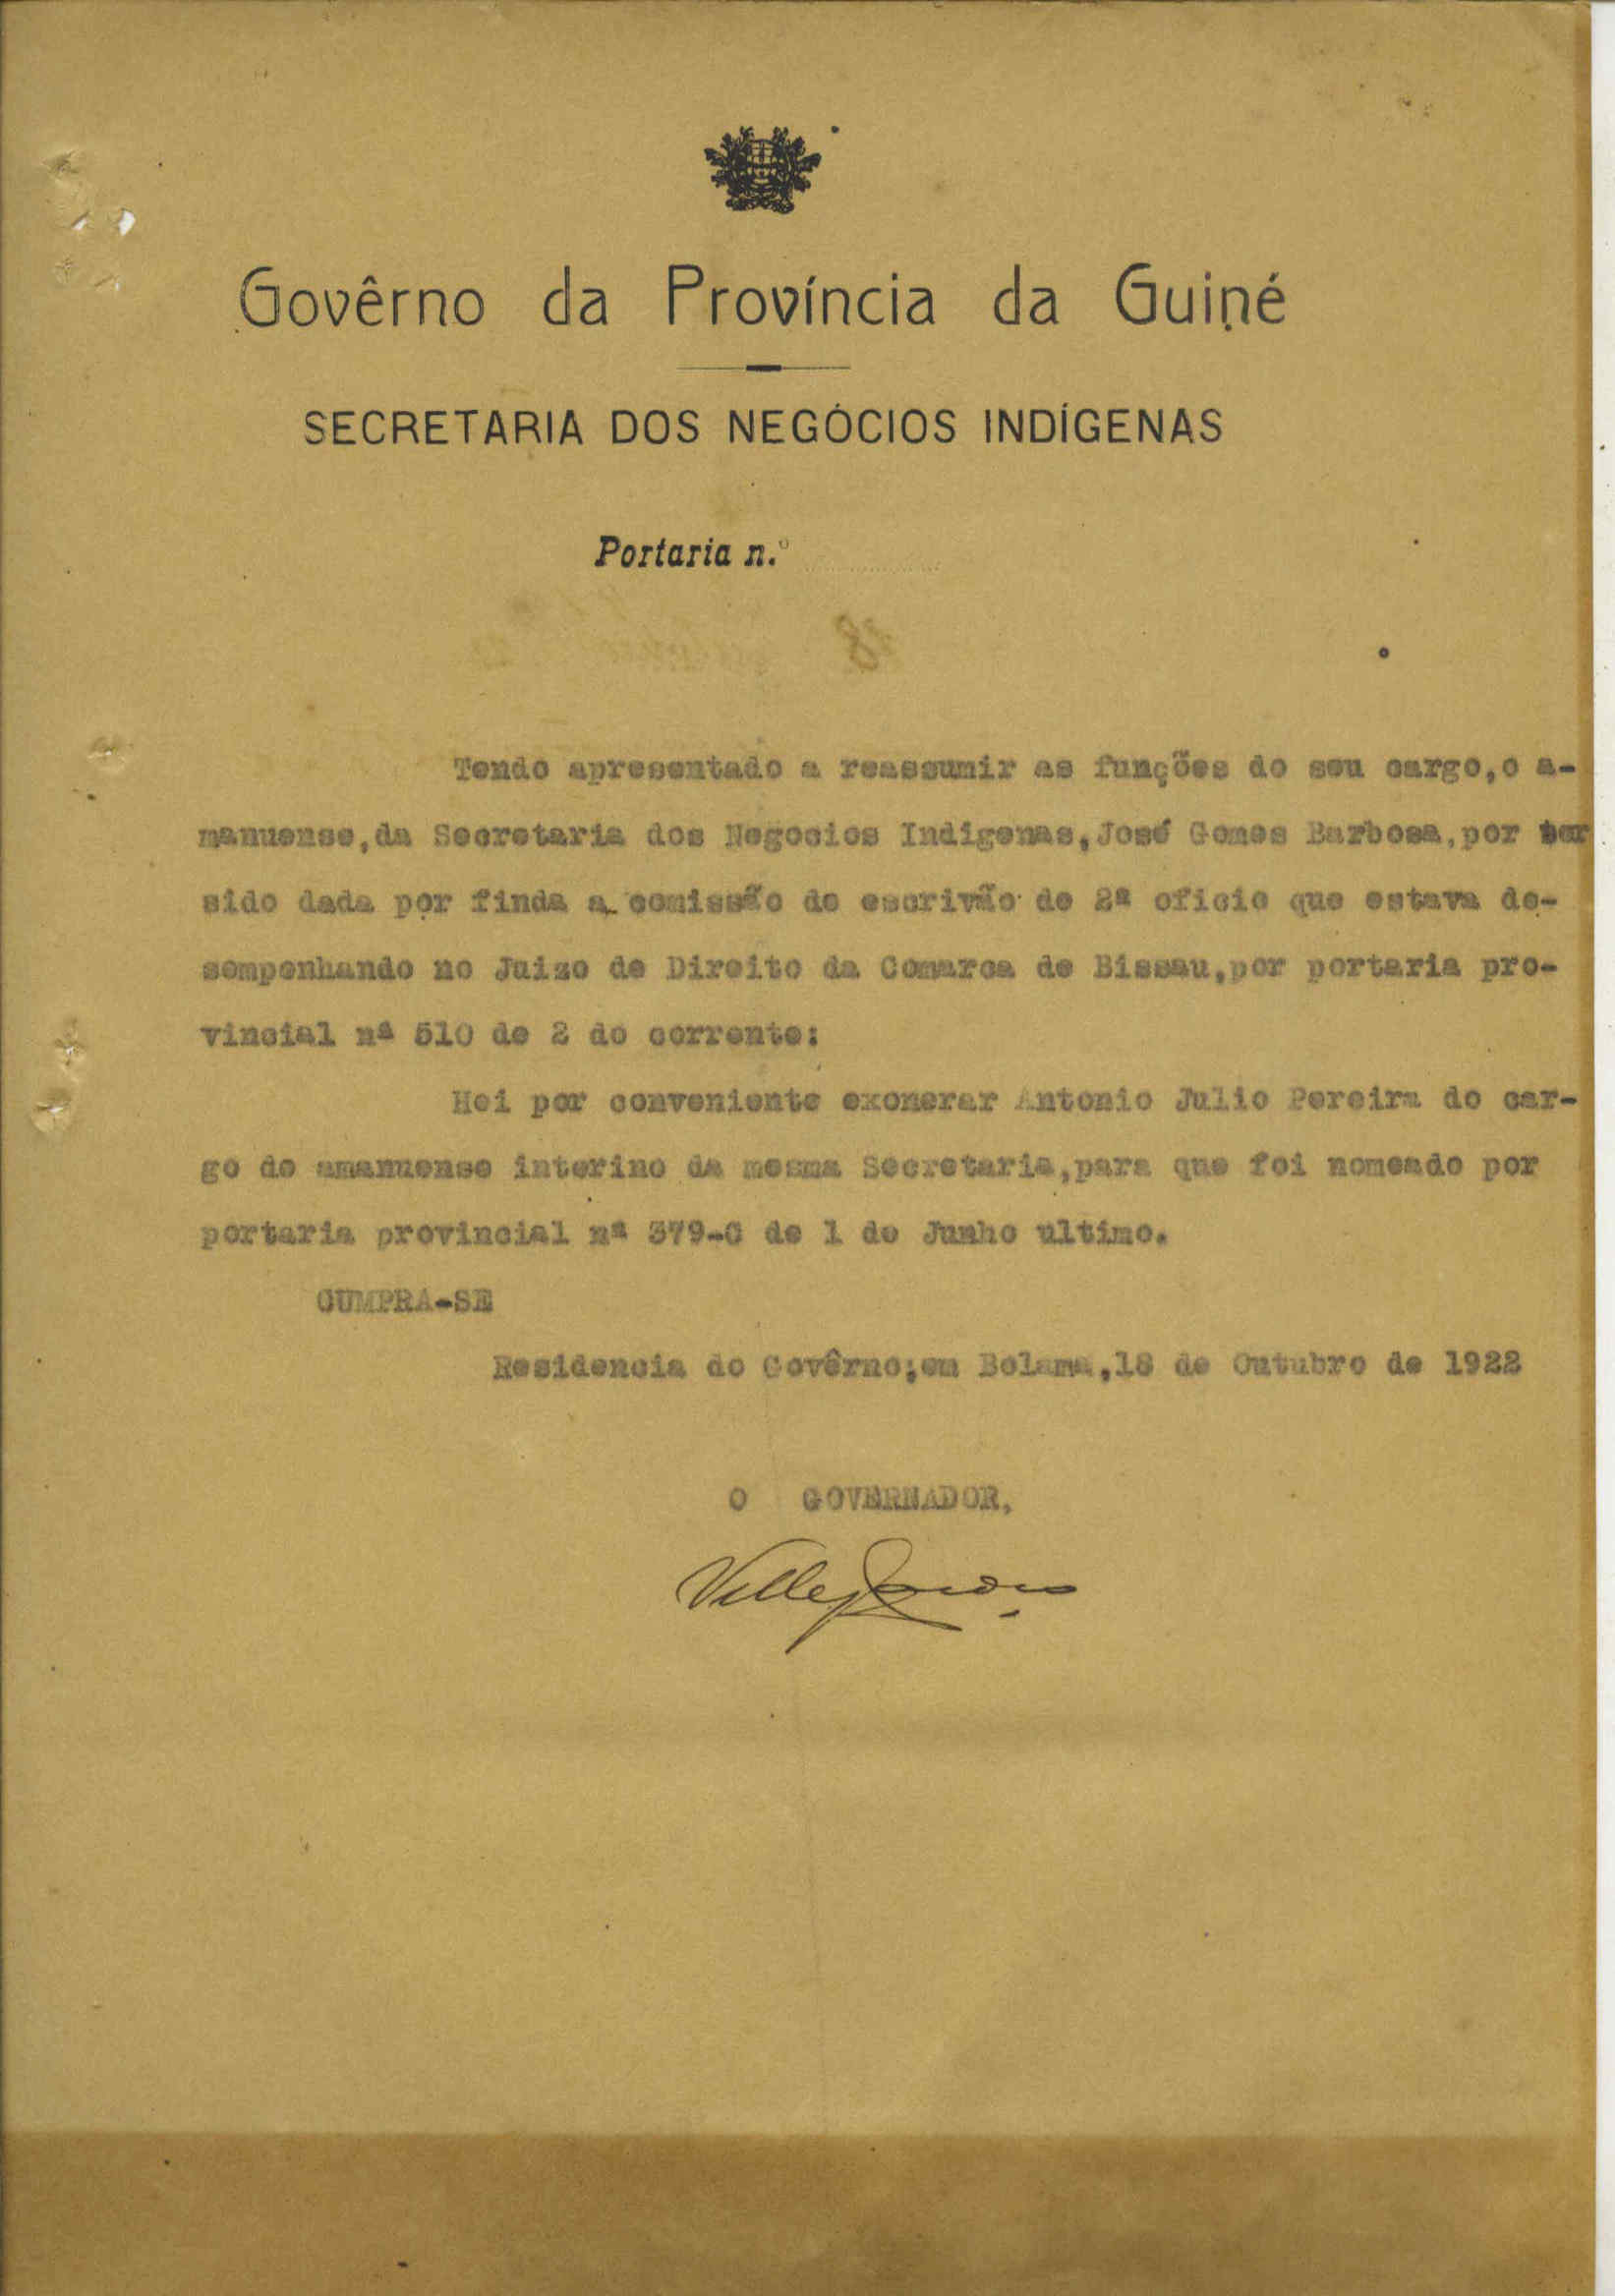 Govêrno da Província da Guiné
SECRETARIA DOS NEGÓCIOS INDÍGENAS
Portaria n.º
Tendo apresentado a reassumir as funções do seu cargo,o a-
manuense,da Secretaria dos Negocios Indigenas,José Gomes Barbosa,por ter
sido dada por finda a comissão de escrivão do 2º oficio que estava de-
sempenhando no Juizo de Direito da Comarca de Bissau,por portaria pro-
vincial nº 510 de 2 do corrente:
Hei por conveniente exonerar Antonio Julio Pereira do car-
go de amanuense interino da mesma Secretaria,para que foi nomeado por
portaria provincial nº 379-C de 1 de Junho ultimo.
CUMPRA-SE
Residencia do Govêrno;em Bolama,18 de Outubro de 1922
O GOVERNADOR,